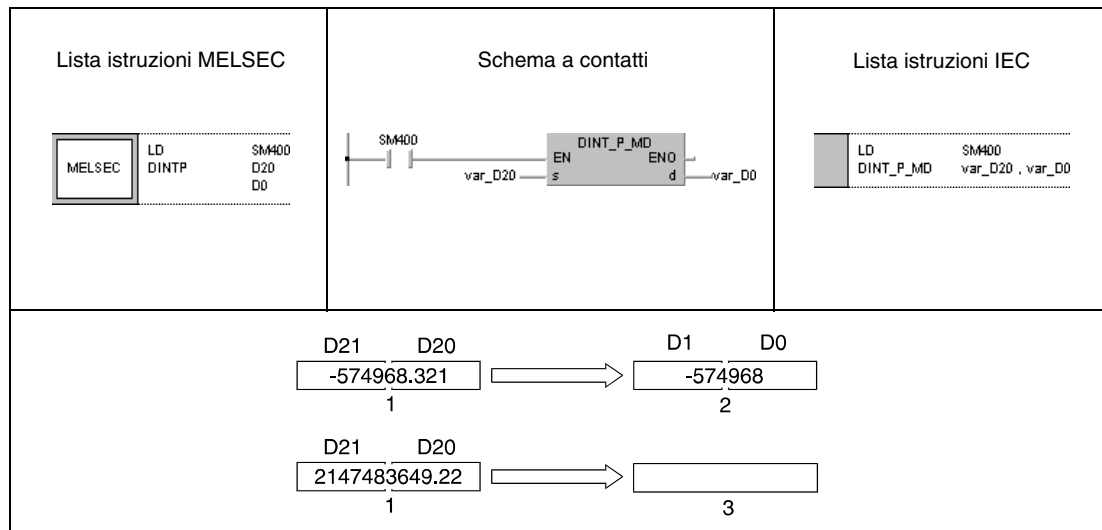 Lista istruzioni MELSEC
Schema a contatti
Lista istruzioni IEC
MELSEC
LD SM400
DINTP D20
D0
SM400
DINT_P_MD
EN ENO
var_D20 s d var_D0
LD SM400
DINT_P_MD var_D20 , var_D0
D21 D20
D1 D0
-574968.321
-574968
1
2
D21 D20
2147483649.22
1
3